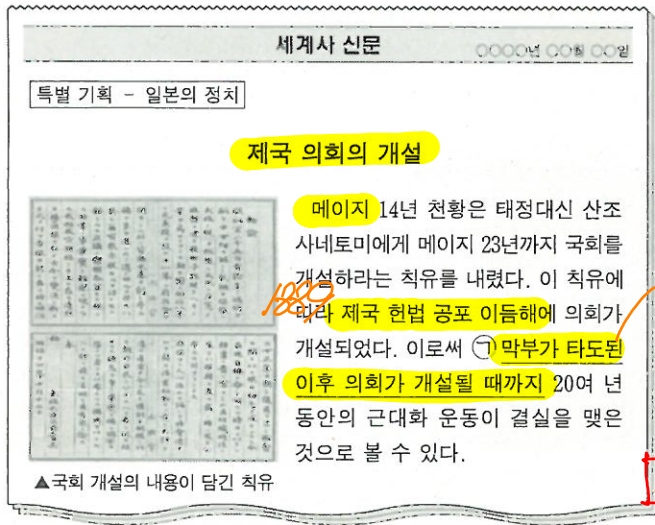 세계사 신문
○○○○년 ○○월 ○○일
특별 기획 - 일본의 정치
제국 의회의 개설
메이지 14년 천황은 태정대신 산조
사네토미에게 메이지 23년까지 국회를
개설하라는 칙유를 내렸다. 이 칙유에
1889
따라 제국 헌법 공포 이듬해에 의회가
개설되었다. 이로써 ㉠막부가 타도된
이후 의회가 개설될 때까지 20여 년
동안의 근대화 운동이 결실을 맺은
것으로 볼 수 있다.
▲국회 개설의 내용이 담긴 칙유